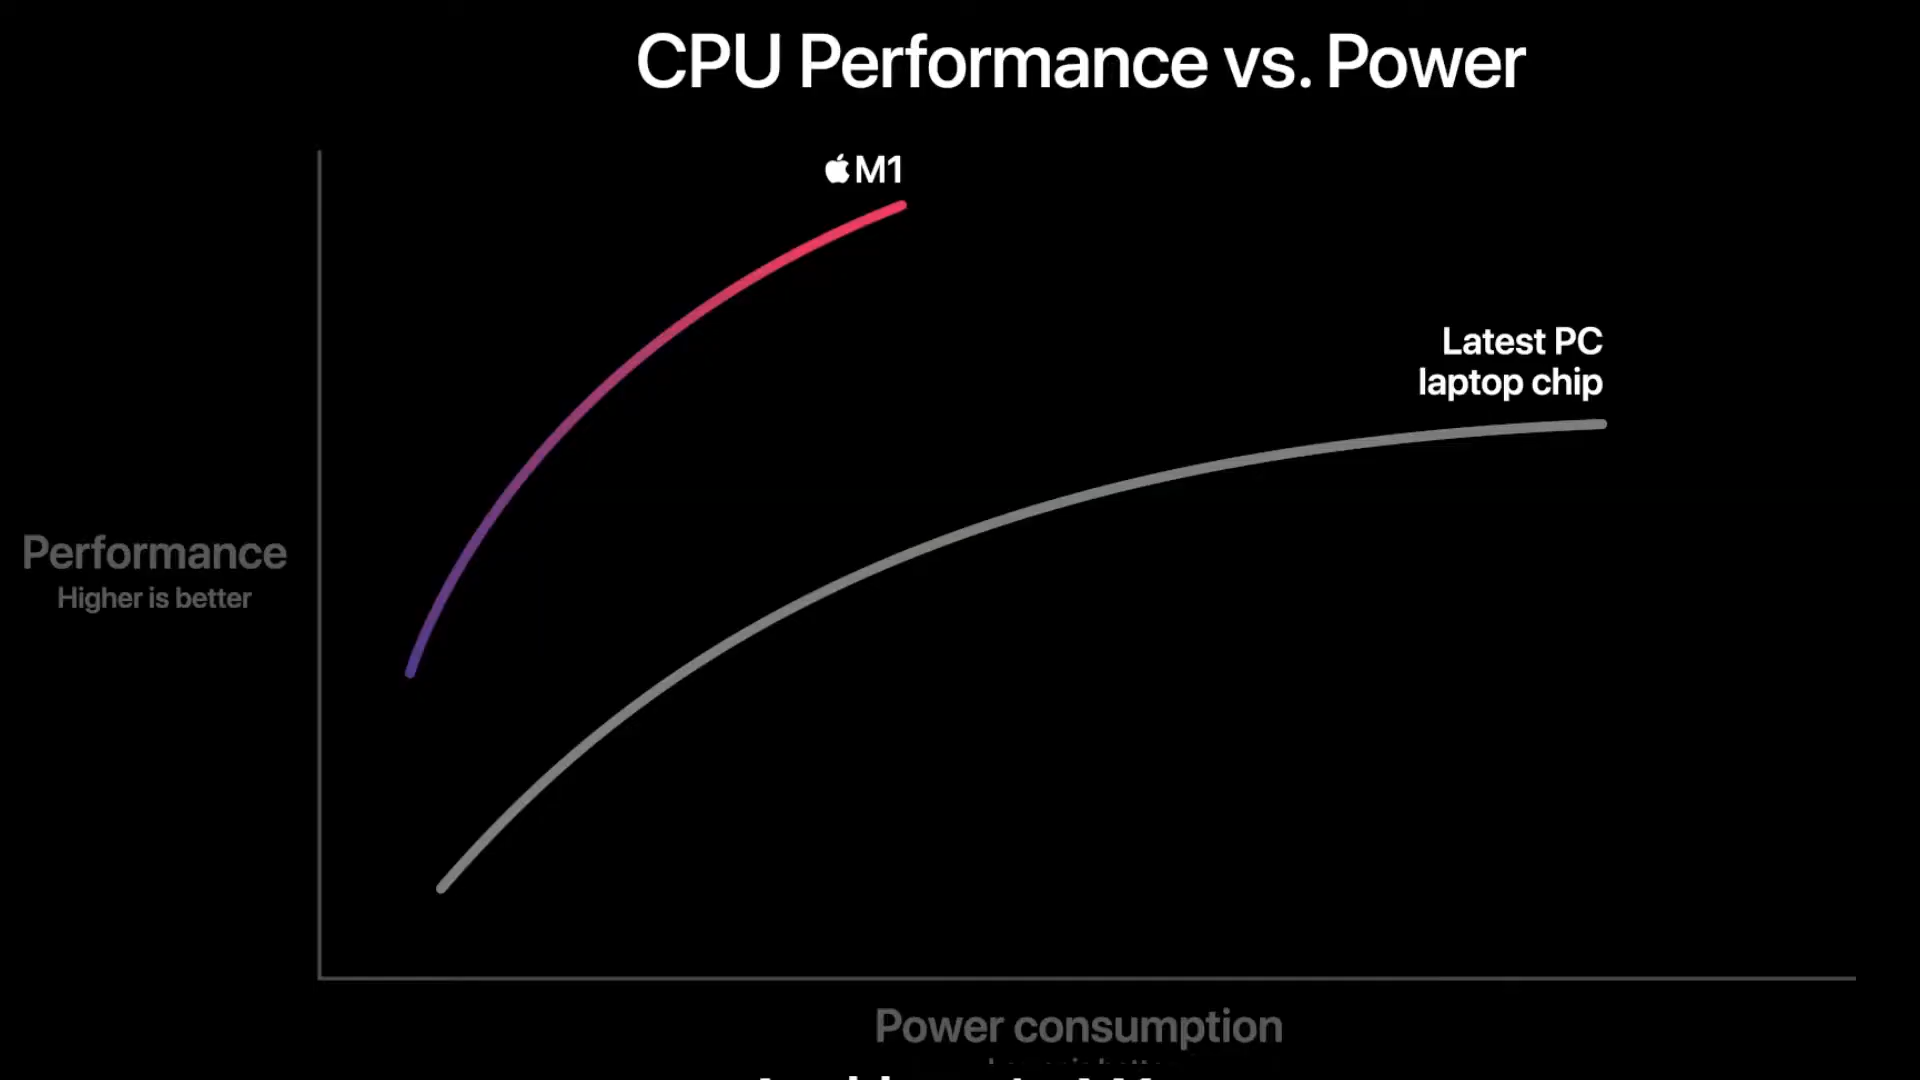 CPU Performance vs. Power
M1
Latest PC
laptop chip
Performance
Higher is better
Power consumption